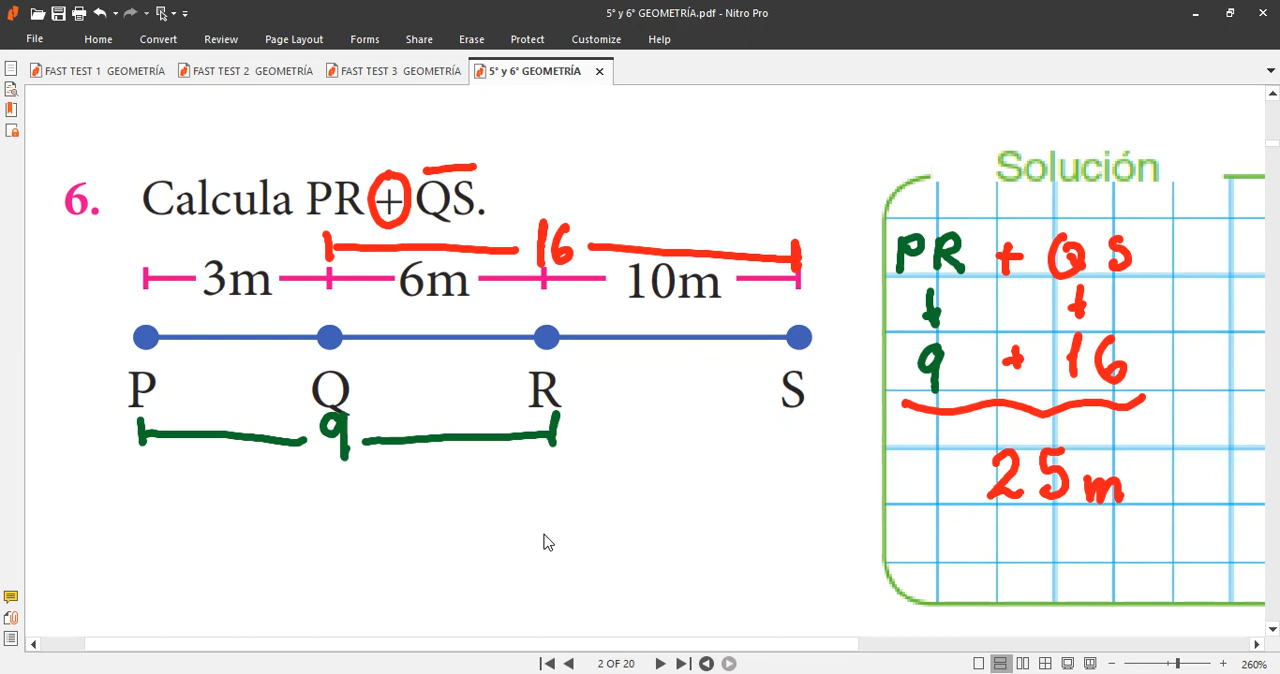 5° y 6° GEOMETRÍA.pdf - Nitro Pro
File Home Convert Review Page Layout Forms Share Erase Protect Customize Help
FAST TEST 1 GEOMETRÍA FAST TEST 2 GEOMETRÍA FAST TEST 3 GEOMETRÍA 5° y 6° GEOMETRÍA
6. Calcula PR + QS.
16
3m 6m 10m
P Q R S
9
Solución
PR + QS
9 + 16
25 m
2 OF 20
260%